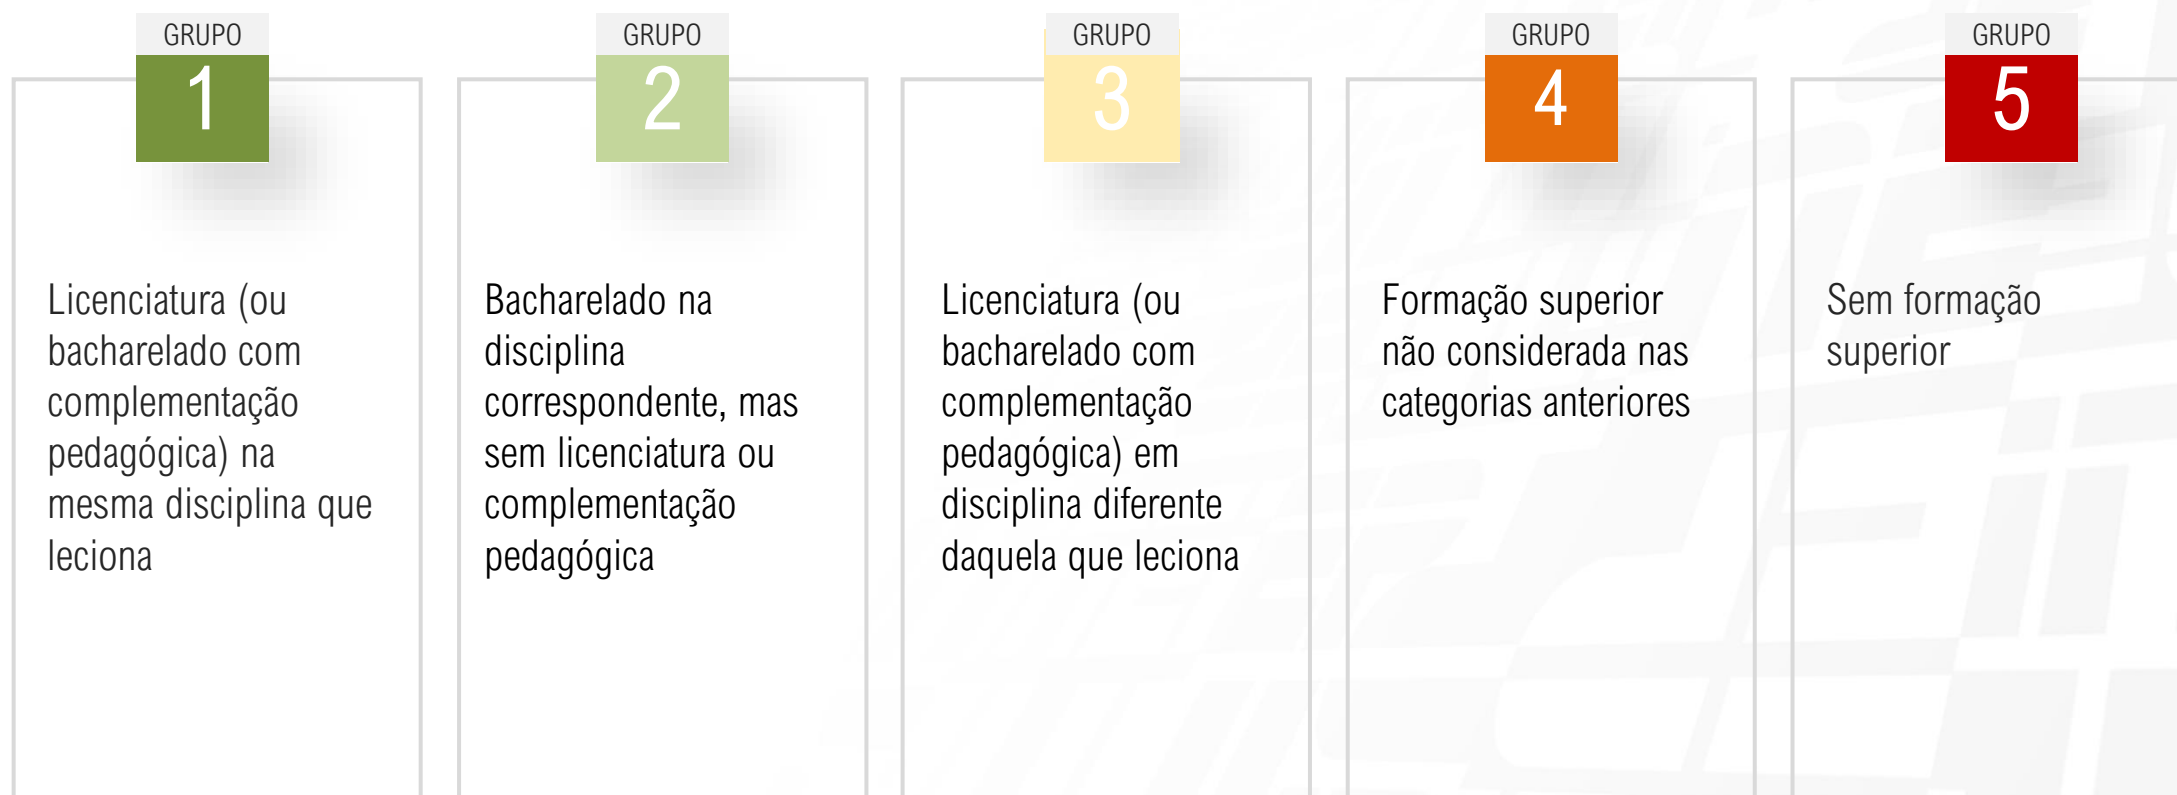 GRUPO
1
Licenciatura (ou
bacharelado com
complementação
pedagógica) na
mesma disciplina que
leciona
GRUPO
2
Bacharelado na
disciplina
correspondente, mas
sem licenciatura ou
complementação
pedagógica
GRUPO
3
Licenciatura (ou
bacharelado com
complementação
pedagógica) em
disciplina diferente
daquela que leciona
GRUPO
4
Formação superior
não considerada nas
categorias anteriores
GRUPO
5
Sem formação
superior